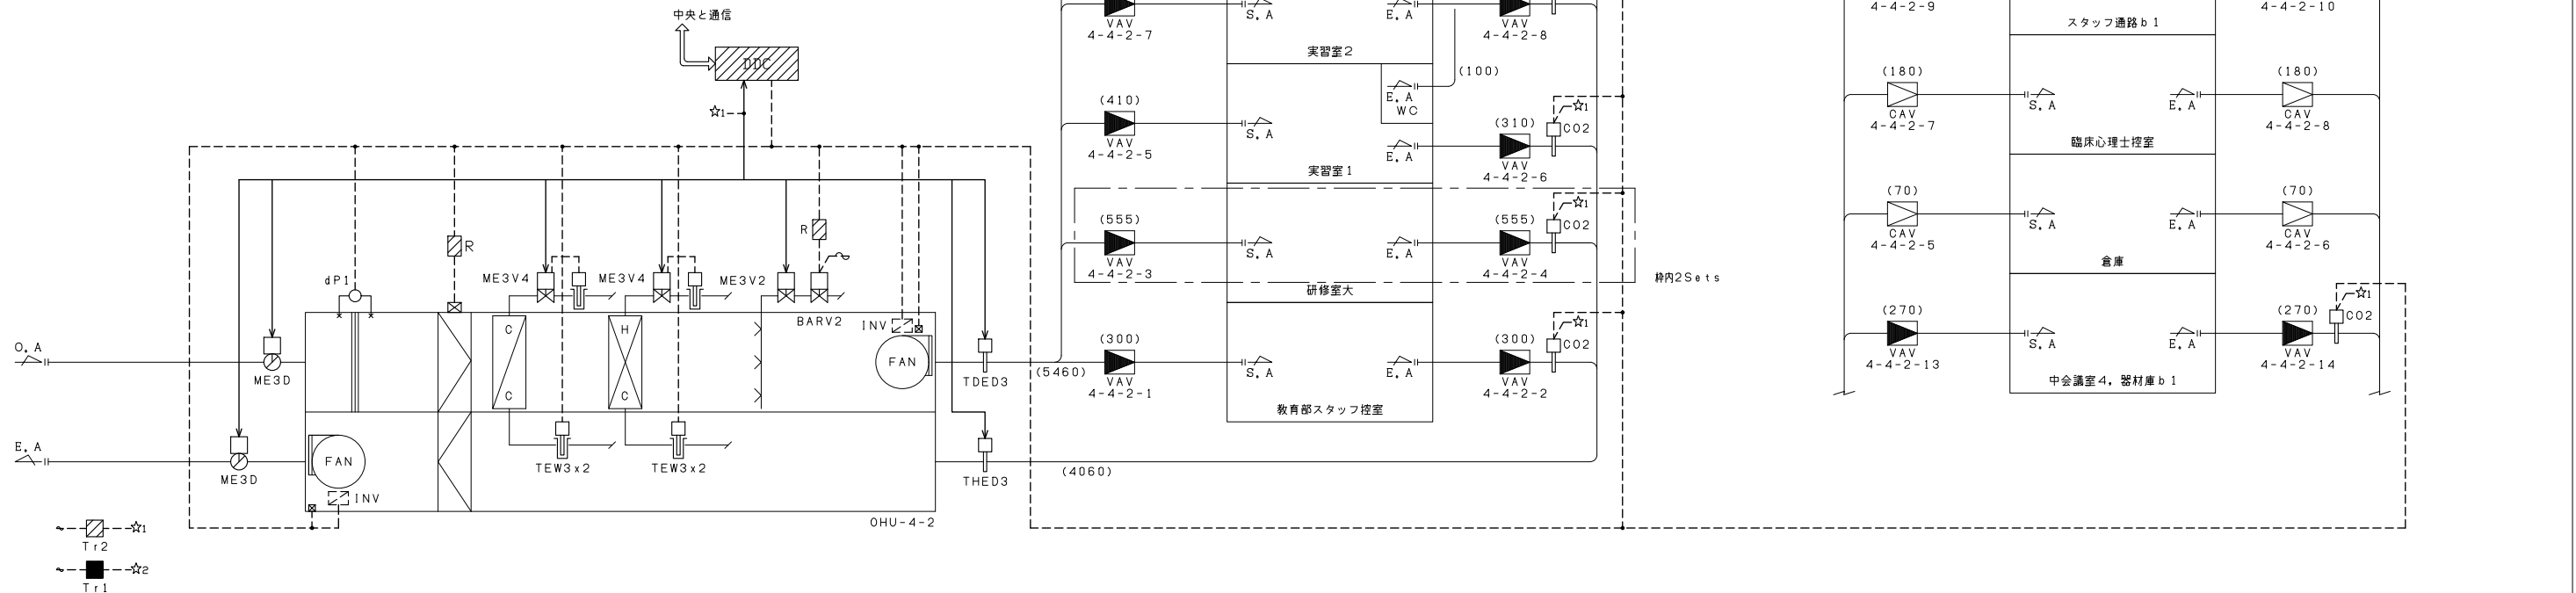 中央と通信
DDC
☆1
VAV
4-4-2-7
S.A
E.A
VAV
4-4-2-8
実習室2
(100)
E.A
WC
(410)
VAV
4-4-2-5
S.A
E.A
(310)
VAV
4-4-2-6
☆1
CO2
実習室1
(555)
VAV
4-4-2-3
S.A
E.A
(555)
VAV
4-4-2-4
☆1
CO2
枠内2Sets
研修室大
(300)
VAV
4-4-2-1
S.A
E.A
(300)
VAV
4-4-2-2
☆1
CO2
教育部スタッフ控室
(5460)
(4060)
4-4-2-9
スタッフ通路b1
4-4-2-10
(180)
CAV
4-4-2-7
S.A
E.A
(180)
CAV
4-4-2-8
臨床心理士控室
(70)
CAV
4-4-2-5
S.A
E.A
(70)
CAV
4-4-2-6
倉庫
(270)
VAV
4-4-2-13
S.A
E.A
(270)
VAV
4-4-2-14
☆1
CO2
中会議室4,器材庫b1
R
R
dP1
ME3V4
ME3V4
ME3V2
BARV2
INV
FAN
C
C
H
C
O.A
ME3D
TDED3
E.A
ME3D
FAN
INV
TEW3x2
TEW3x2
THED3
OHU-4-2
☆1
Tr2
☆2
Tr1